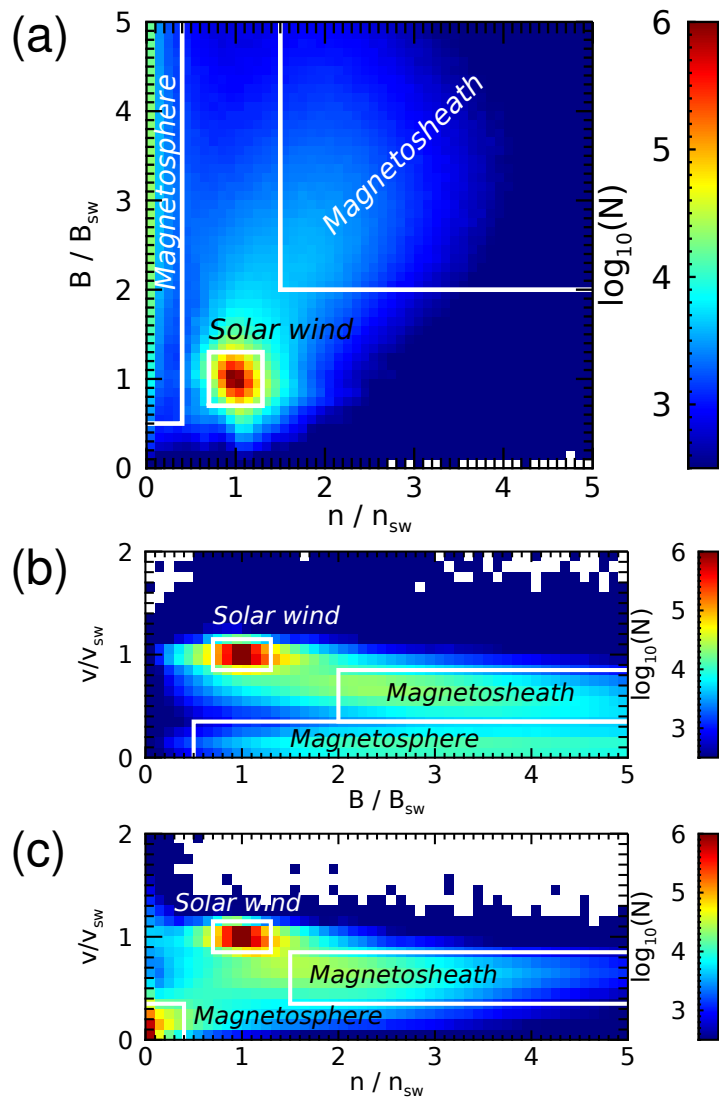 (a)
5
4
3
2
1
0
B / B_sw
Magnetosphere
Magnetosheath
Solar wind
0 1 2 3 4 5
n / n_sw
log_10(N)
6
5
4
3
(b)
2
1
0
v/v_sw
Solar wind
Magnetosheath
Magnetosphere
0 1 2 3 4 5
B / B_sw
log_10(N)
6
5
4
3
(c)
2
1
0
v/v_sw
Solar wind
Magnetosheath
Magnetosphere
0 1 2 3 4 5
n / n_sw
log_10(N)
6
5
4
3